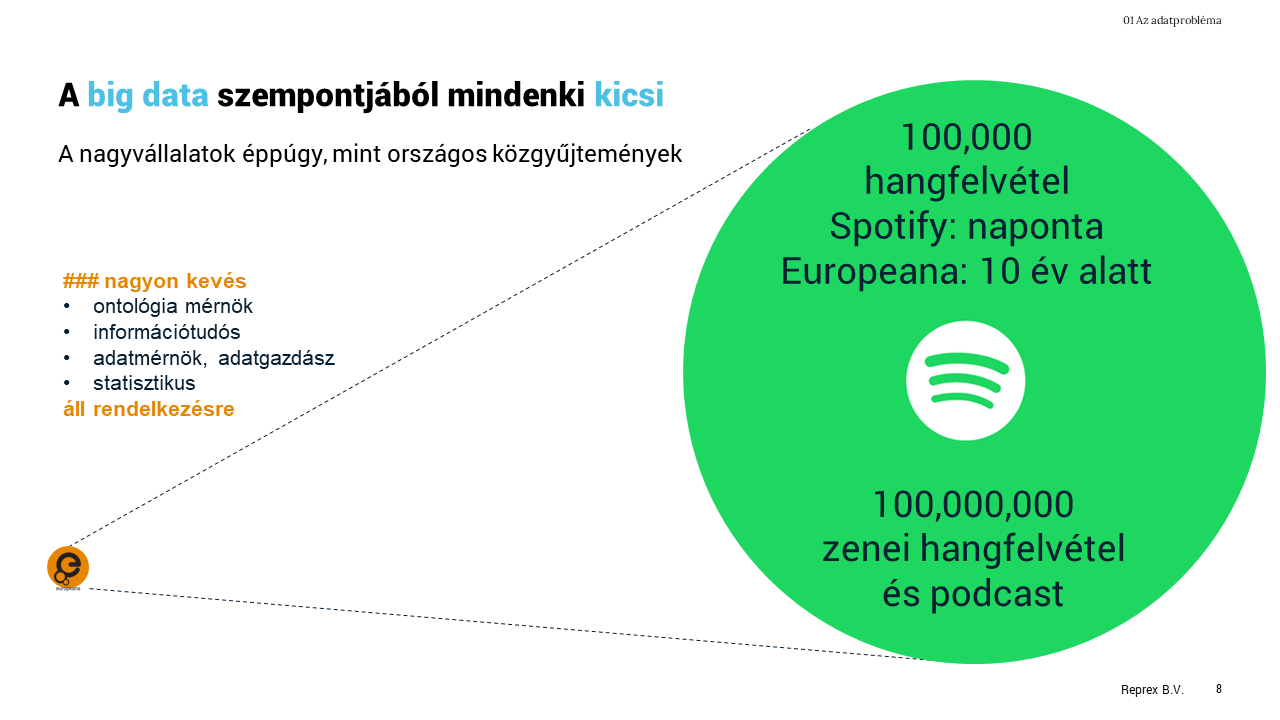 01 Az adatprobléma
A big data szempontjából mindenki kicsi
A nagyvállalatok éppúgy, mint országos közgyűjtemények
100,000
hangfelvétel
Spotify: naponta
Europeana: 10 év alatt
### nagyon kevés
• ontológia mérnök
• információtudós
• adatmérnök, adatgazdász
• statisztikus
áll rendelkezésre
100,000,000
zenei hangfelvétel
és podcast
europeana
Reprex B.V.
8